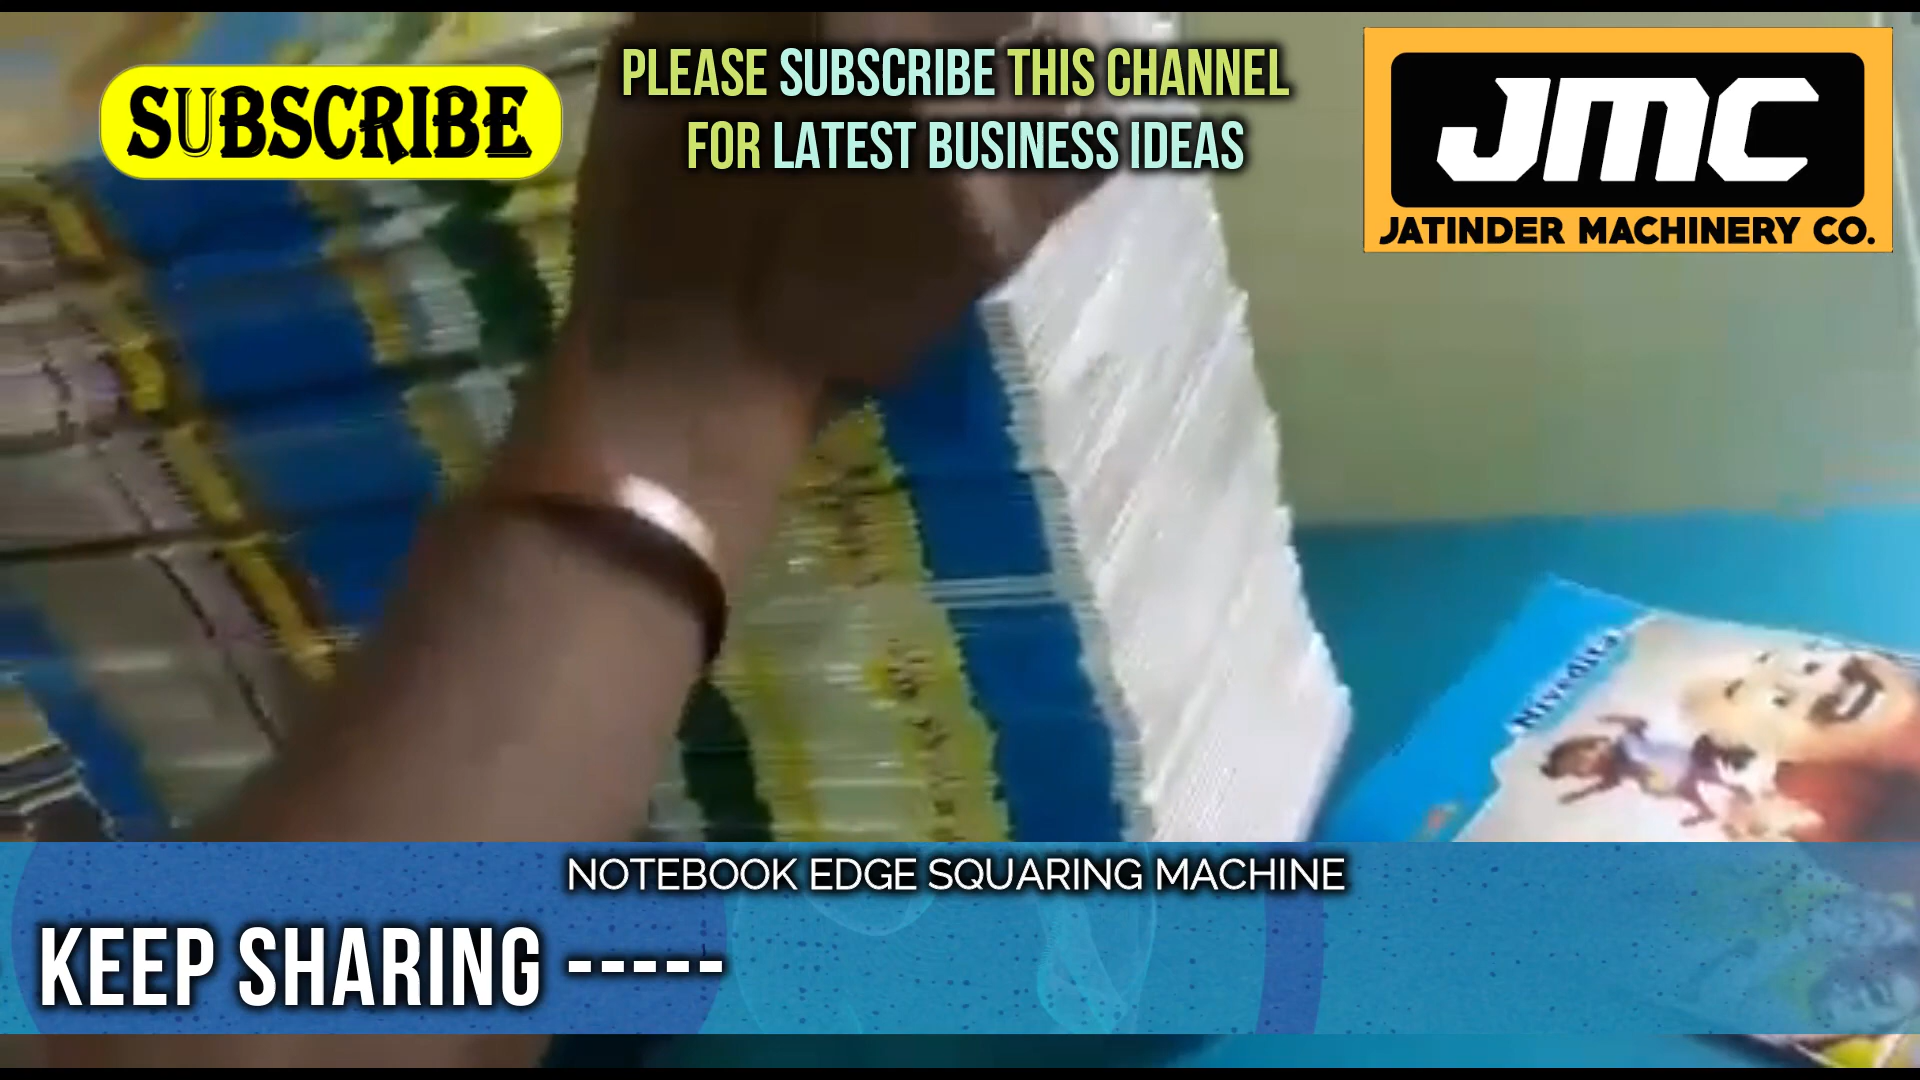 SUBSCRIBE
PLEASE SUBSCRIBE THIS CHANNEL
FOR LATEST BUSINESS IDEAS
JMC
JATINDER MACHINERY CO.
Nivedita
NOTEBOOK EDGE SQUARING MACHINE
KEEP SHARING -----